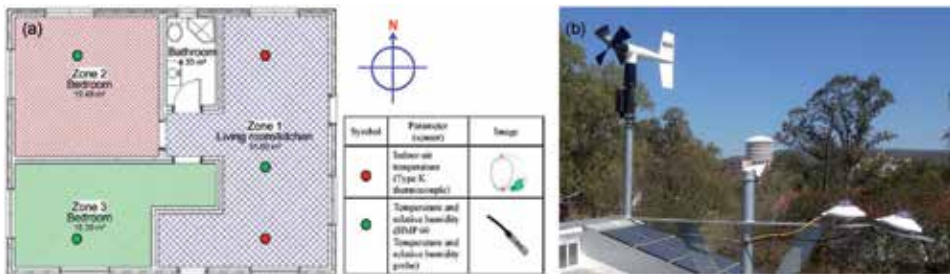 (a)
Zone 2
Bedroom
Bathroom
Zone 1
Living room/kitchen
Zone 3
Bedroom
N
Symbol
Parameter
(sensor)
Image
Indoor air
temperature
(Type K
thermocouple)
Temperature and
relative humidity
Temperature and
relative humidity
probe)
(b)